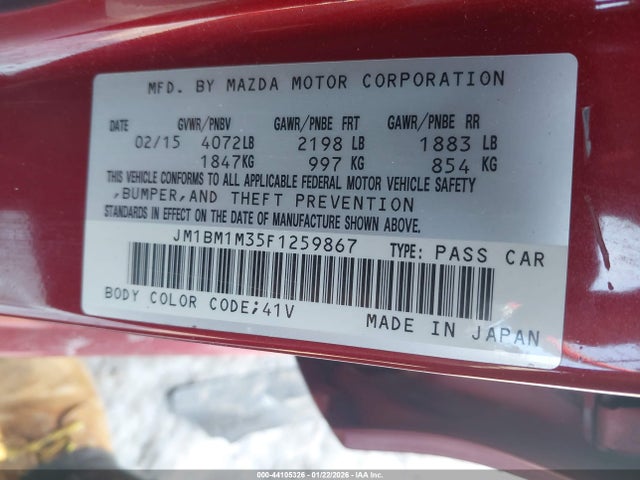 MFD. BY MAZDA MOTOR CORPORATION
DATE GVWR/PNBV GAWR/PNBE FRT GAWR/PNBE RR
02/15 4072LB 2198 LB 1883 LB
1847KG 997 KG 854 KG
THIS VEHICLE CONFORMS TO ALL APPLICABLE FEDERAL MOTOR VEHICLE SAFETY
,BUMPER,AND THEFT PREVENTION
STANDARDS IN EFFECT ON THE DATE OF MANUFACTURE SHOWN ABOVE.
JM1BM1M35F1259867 TYPE: PASS CAR
BODY COLOR CODE;41V
MADE IN JAPAN
000-44105326 - 01/22/2026 - IAAI.CA